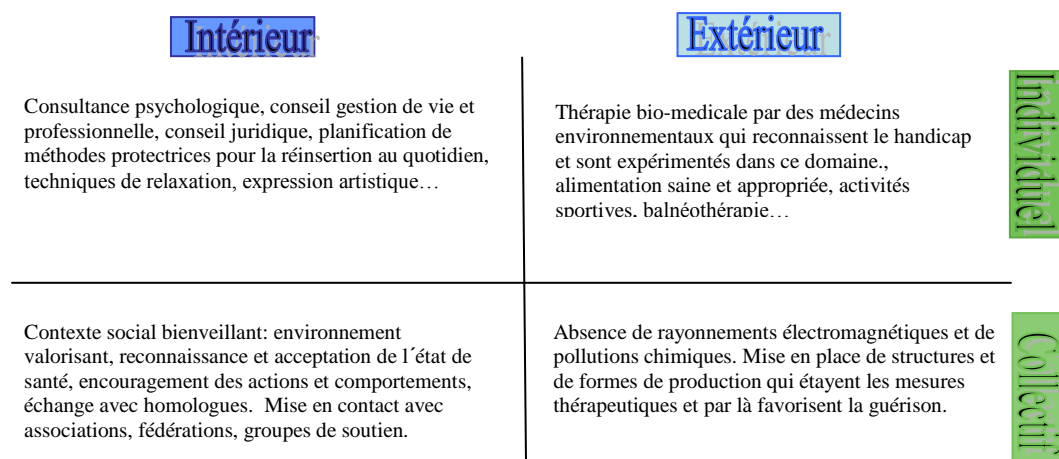 Intérieur
Extérieur
Consultance psychologique, conseil gestion de vie et
professionnelle, conseil juridique, planification de
méthodes protectrices pour la réinsertion au quotidien,
techniques de relaxation, expression artistique…
Thérapie bio-medicale par des médecins
environnementaux qui reconnaissent le handicap
et sont expérimentés dans ce domaine.,
alimentation saine et appropriée, activités
sportives, balnéothérapie…
Individuel
Contexte social bienveillant: environnement
valorisant, reconnaissance et acceptation de l´état de
santé, encouragement des actions et comportements,
échange avec homologues.  Mise en contact avec
associations, fédérations, groupes de soutien.
Absence de rayonnements électromagnétiques et de
pollutions chimiques. Mise en place de structures et
de formes de production qui étayent les mesures
thérapeutiques et par là favorisent la guérison.
Collectif